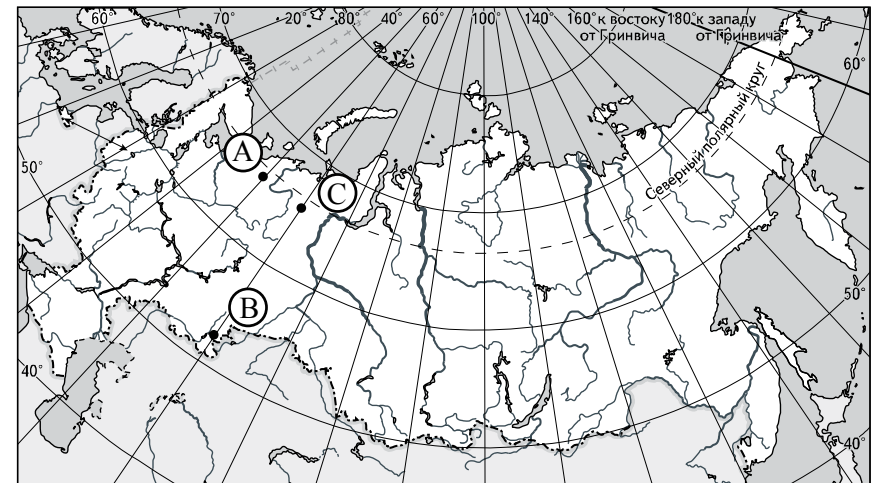 60° 70° 20° 80° 40° 60° 100° 140° 160° к востоку 180° к западу
от Гринвича от Гринвича
60°
Северный полярный круг
A
50°
C
B
50°
40°
40°